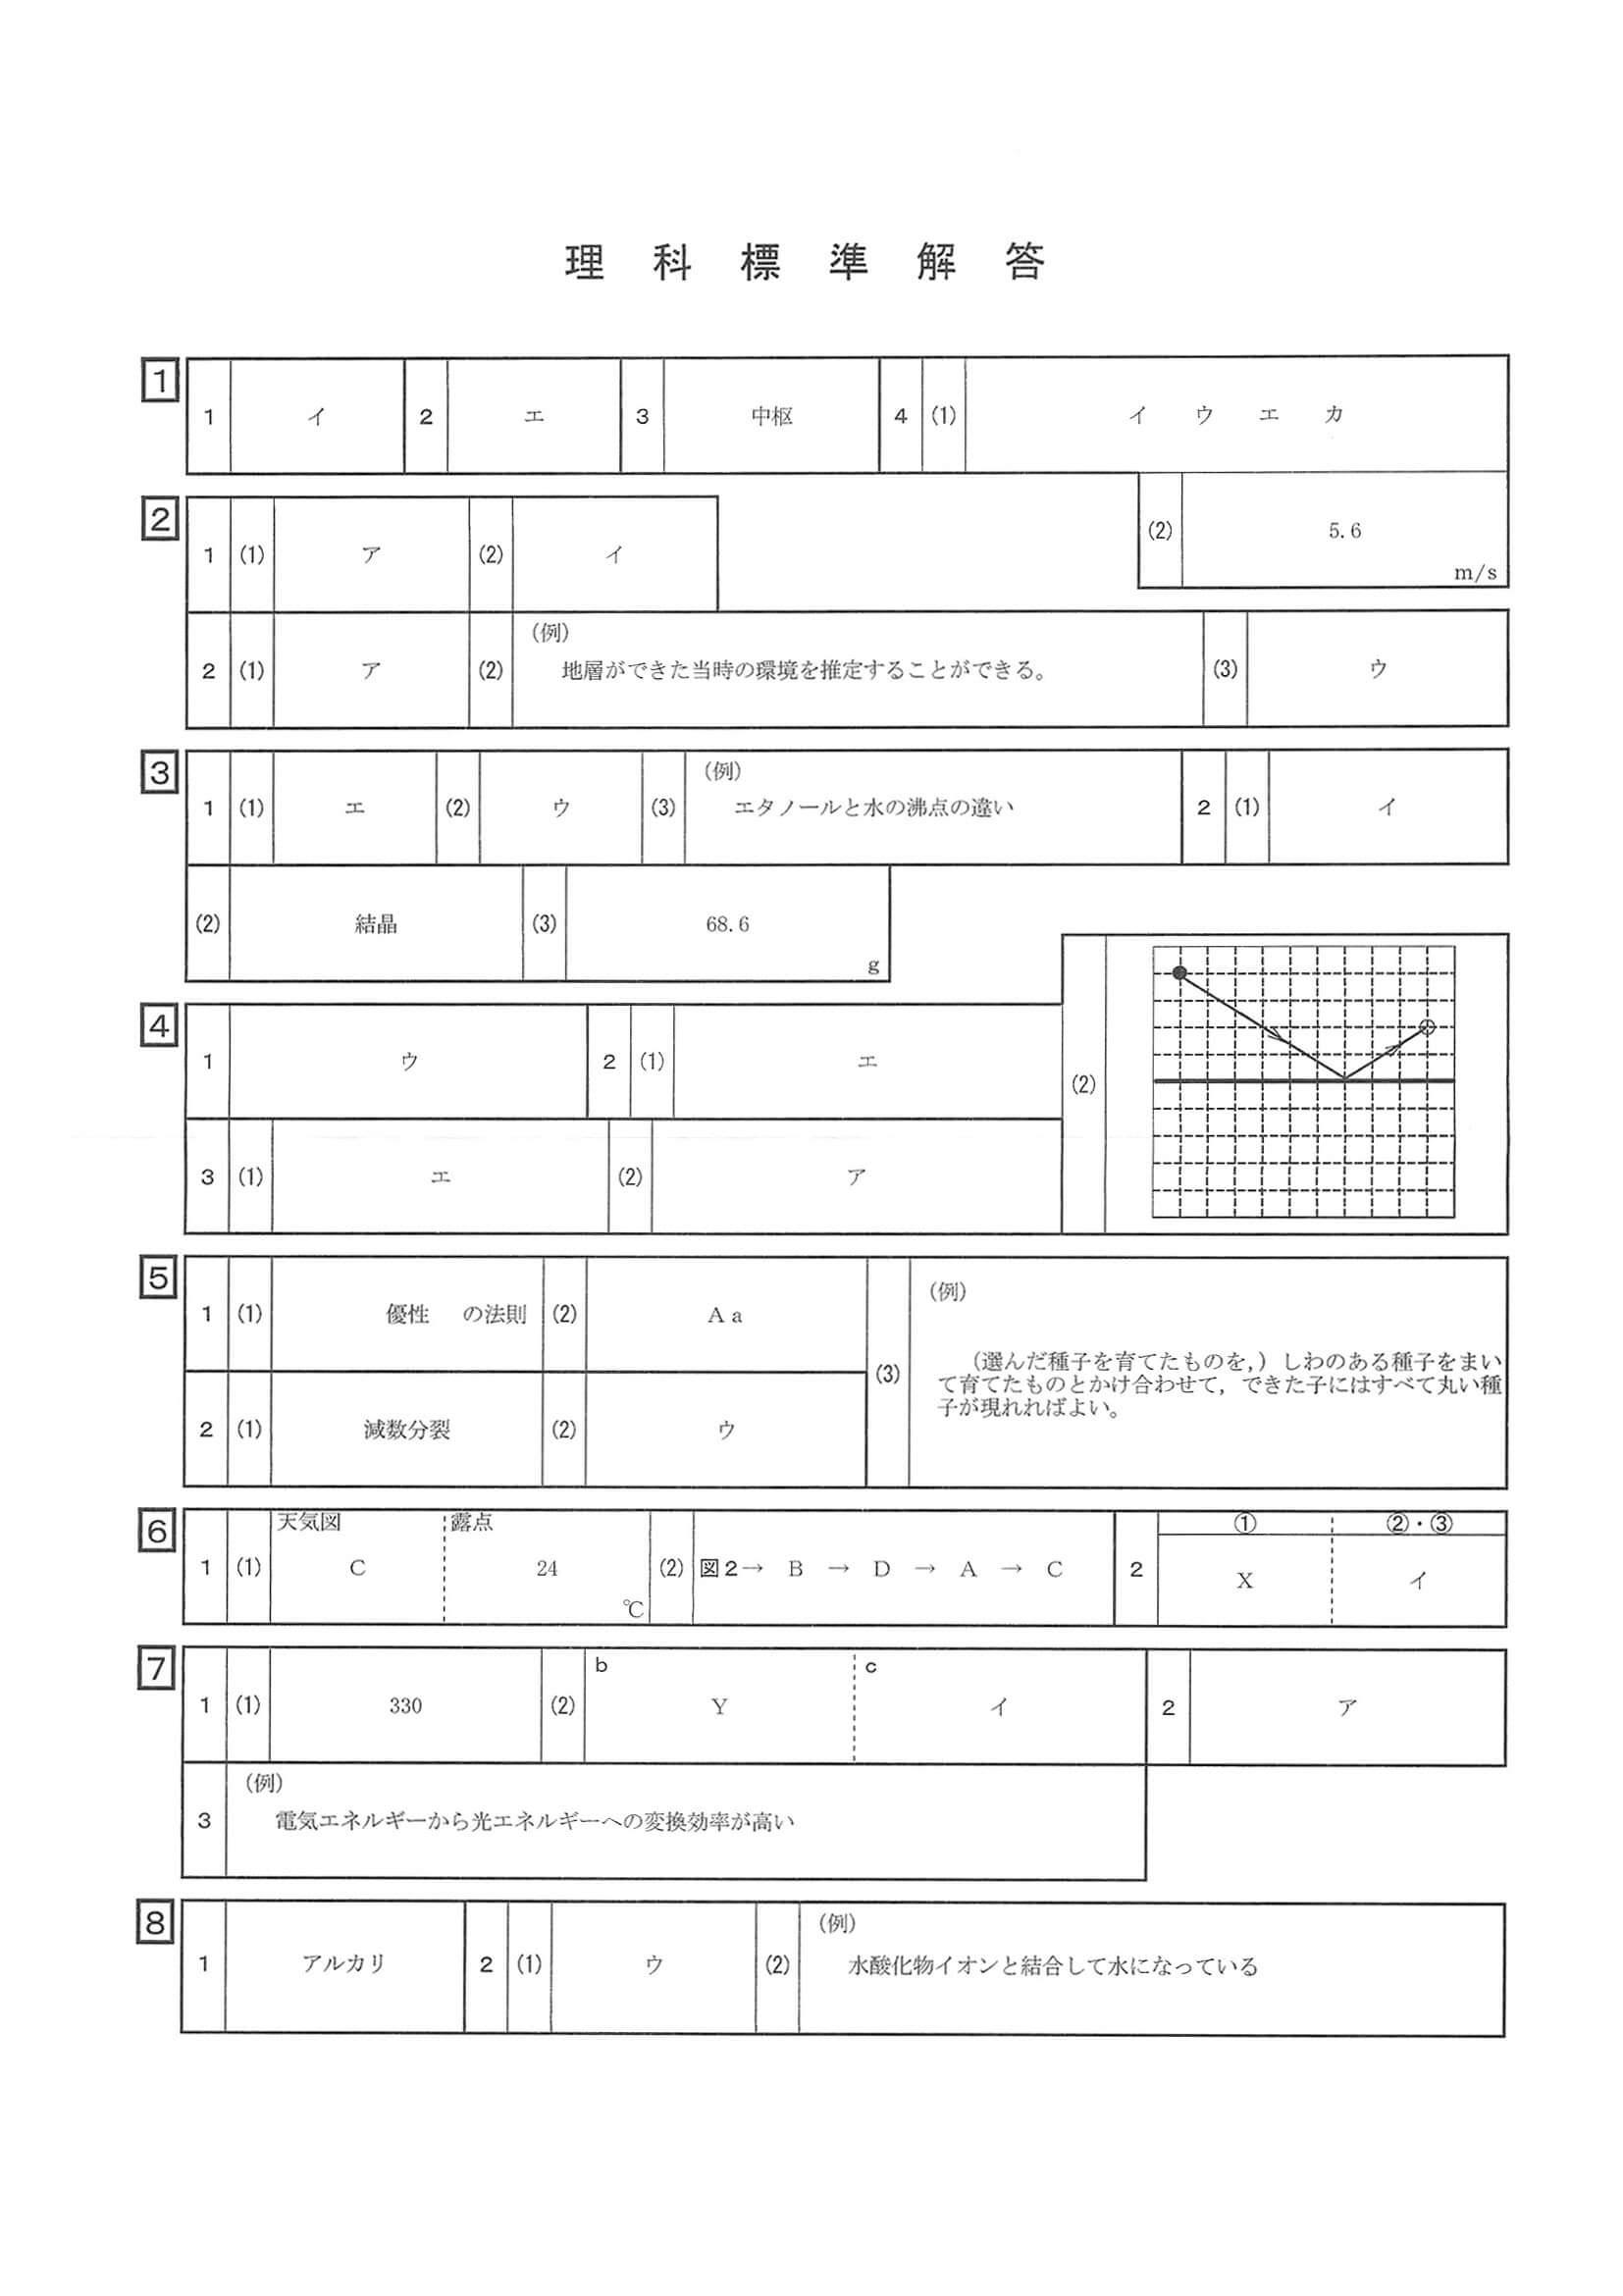 理科標準解答
1
1 イ 2 エ 3 中枢 4 (1) イ ウ エ カ
(2) 5.6 m/s
2
1 (1) ア (2) イ
2 (1) ア (2) (例) 地層ができた当時の環境を推定することができる。 (3) ウ
3
1 (1) エ (2) ウ (3) (例) エタノールと水の沸点の違い 2 (1) イ
(2) 結晶 (3) 68.6 g
4
1 ウ 2 (1) エ
(2)
3 (1) エ (2) ア
5
1 (1) 優性 の法則 (2) Aa
2 (1) 減数分裂 (2) ウ
(3) (例)
(選んだ種子を育てたものを,)しわのある種子をまい
て育てたものとかけ合わせて,できた子にはすべて丸い種
子が現れればよい。
6
1 (1) 天気図 C 露点 24 ℃ (2) 図2→ B → D → A → C 2 ① X ②・③ イ
7
1 (1) 330 (2) b Y c イ 2 ア
3 (例) 電気エネルギーから光エネルギーへの変換効率が高い
8
1 アルカリ 2 (1) ウ (2) (例) 水酸化物イオンと結合して水になっている